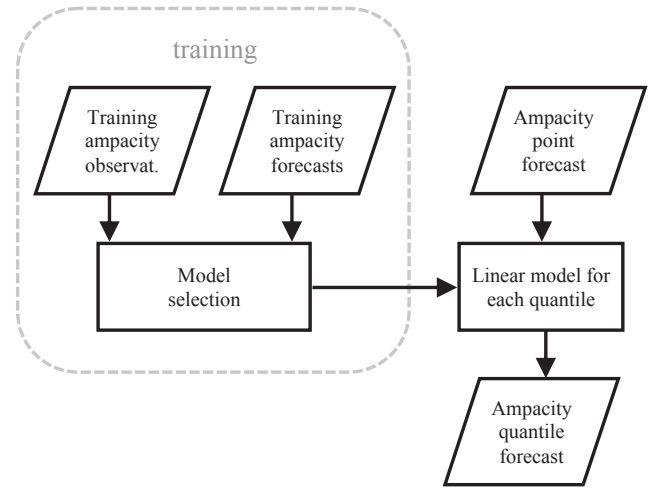 training
Training
ampacity
observat.
Training
ampacity
forecasts
Ampacity
point
forecast
Model
selection
Linear model for
each quantile
Ampacity
quantile
forecast